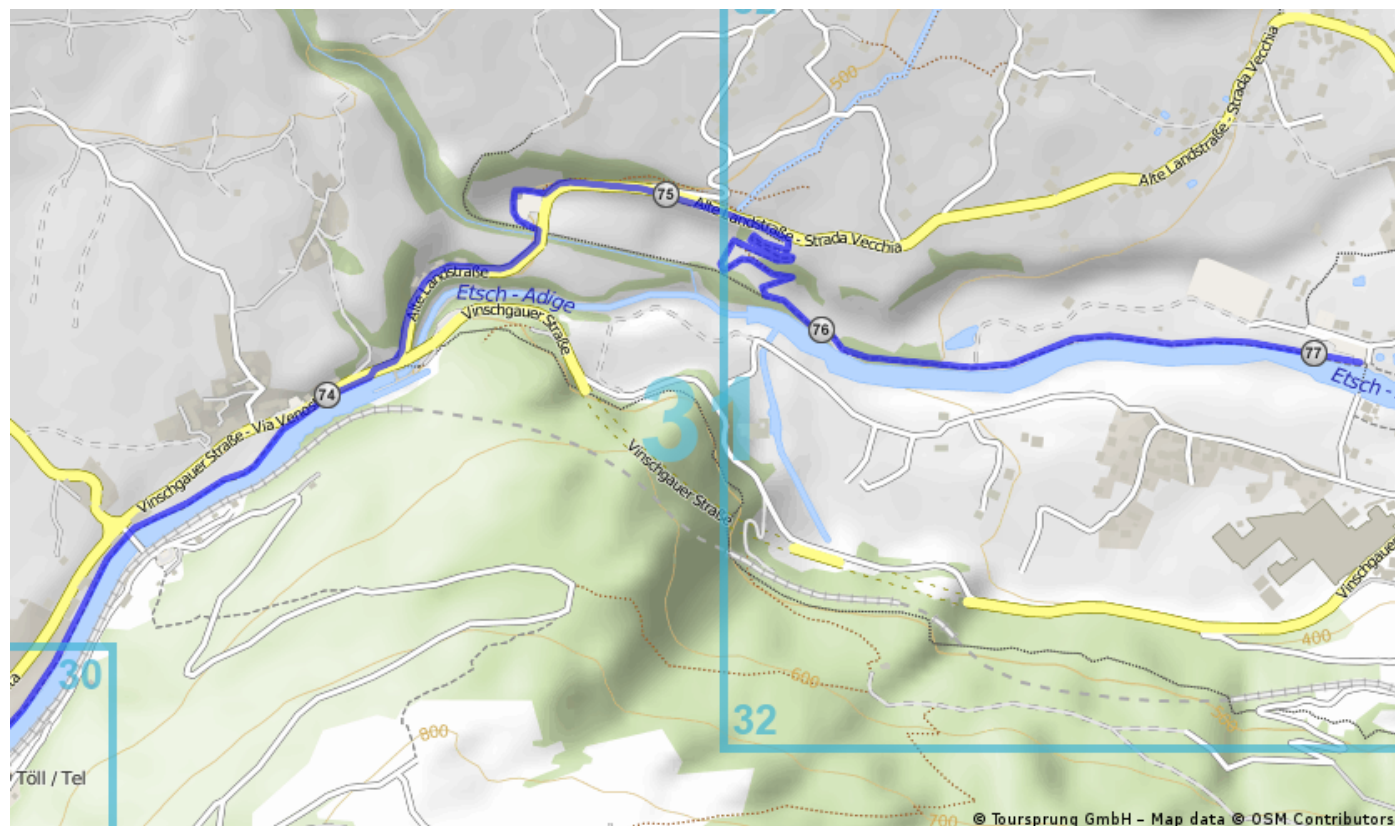 500
Alte Landstraße - Strada Vecchia
Alte Landstraße - Strada Vecchia
75
Alte Landstraße
Etsch - Adige
Vinschgauer Straße
76
77
Etsch -
74
Vinschgauer Straße - Via Venos
31
Vinschgauer Straße
Vinschgauer
400
600
30
32
800
Töll / Tel
700
© Toursprung GmbH – Map data © OSM Contributors